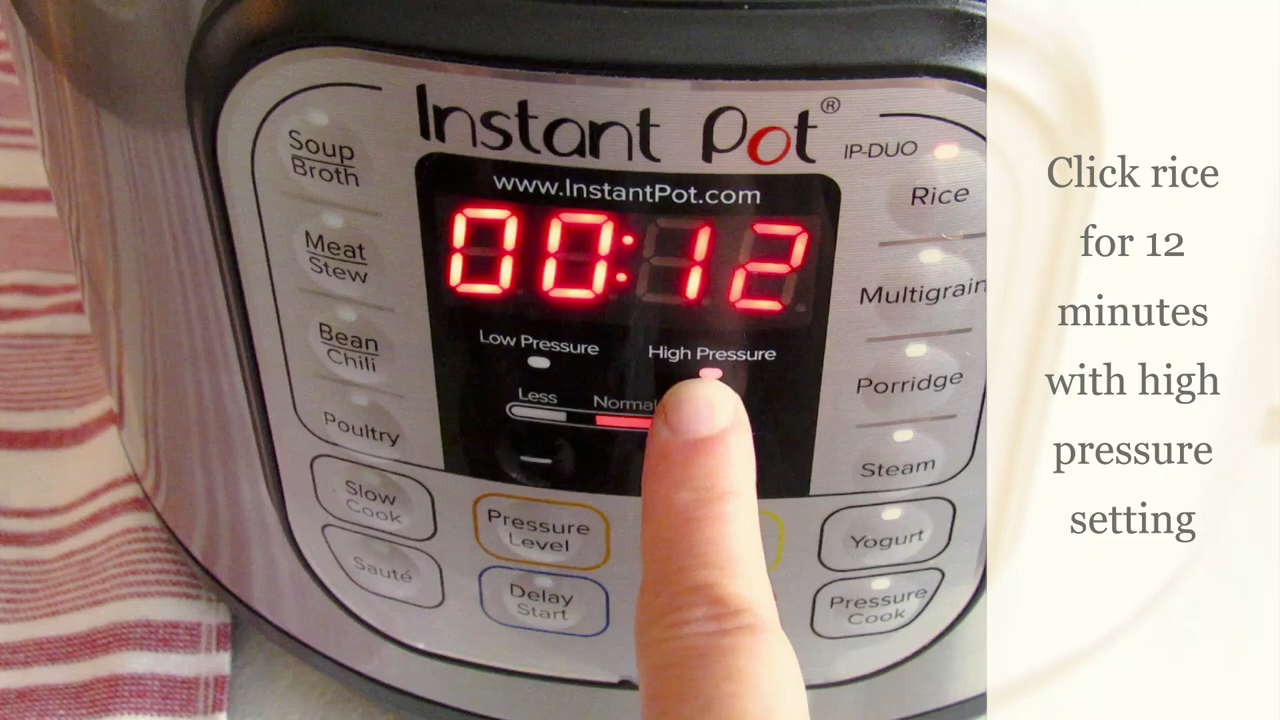 Instant Pot®
IP-DUO
www.InstantPot.com
00:12
Low Pressure
High Pressure
Less
Normal
Soup
Broth
Meat
Stew
Bean
Chili
Poultry
Slow
Cook
Sauté
Pressure
Level
Delay
Start
Rice
Multigrain
Porridge
Steam
Yogurt
Pressure
Cook
Click rice
for 12
minutes
with high
pressure
setting